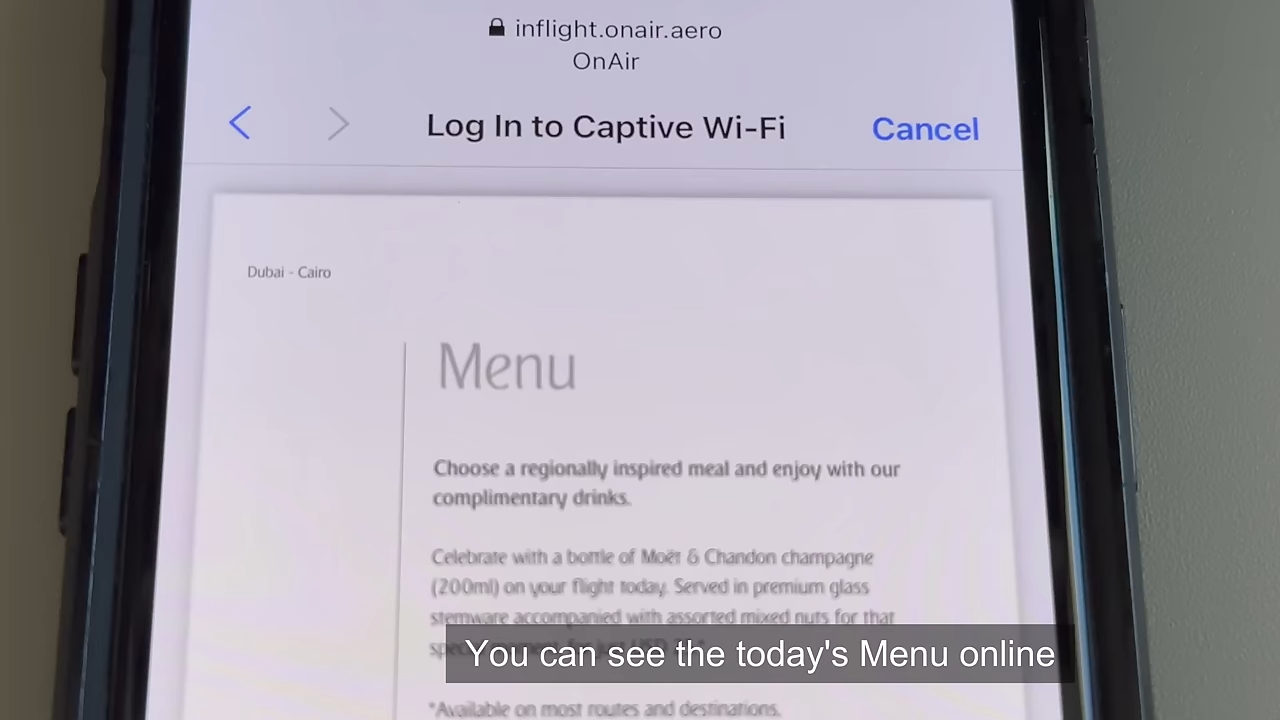 inflight.onair.aero
OnAir
Log In to Captive Wi-Fi
Cancel
Dubai - Cairo
Menu
Choose a regionally inspired meal and enjoy with our
complimentary drinks.
Celebrate with a bottle of Moët & Chandon champagne
(200ml) on your flight today. Served in premium glass
stemware accompanied with assorted mixed nuts for that
You can see the today's Menu online
*Available on most routes and destinations.